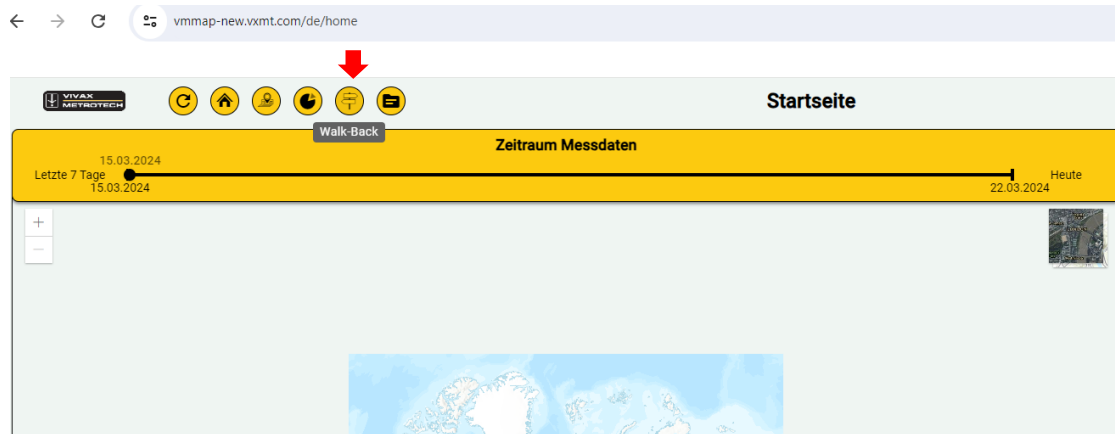 vmmap-new.vxmt.com/de/home
VIVAX
METROTECH
Startseite
Walk-Back
Zeitraum Messdaten
15.03.2024
Letzte 7 Tage
Heute
15.03.2024
22.03.2024